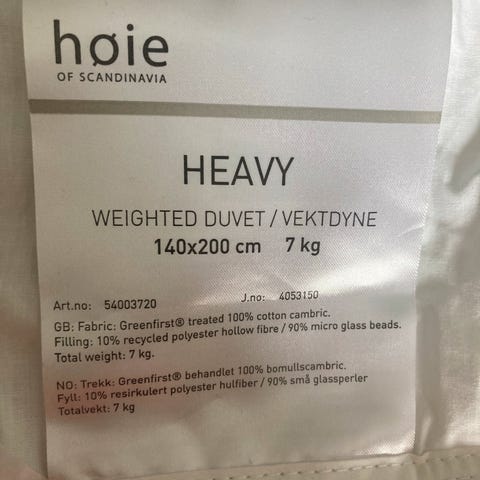 høie
OF SCANDINAVIA
HEAVY
WEIGHTED DUVET / VEKTDYNE
140x200 cm 7 kg
Art.no: 54003720 J.no: 4053150
GB: Fabric: Greenfirst® treated 100% cotton cambric.
Filling: 10% recycled polyester hollow fibre / 90% micro glass beads.
Total weight: 7 kg.
NO: Trekk: Greenfirst® behandlet 100% bomullscambric.
Fyll: 10% resirkulert polyester hulfiber / 90% små glassperler
Totalvekt: 7 kg